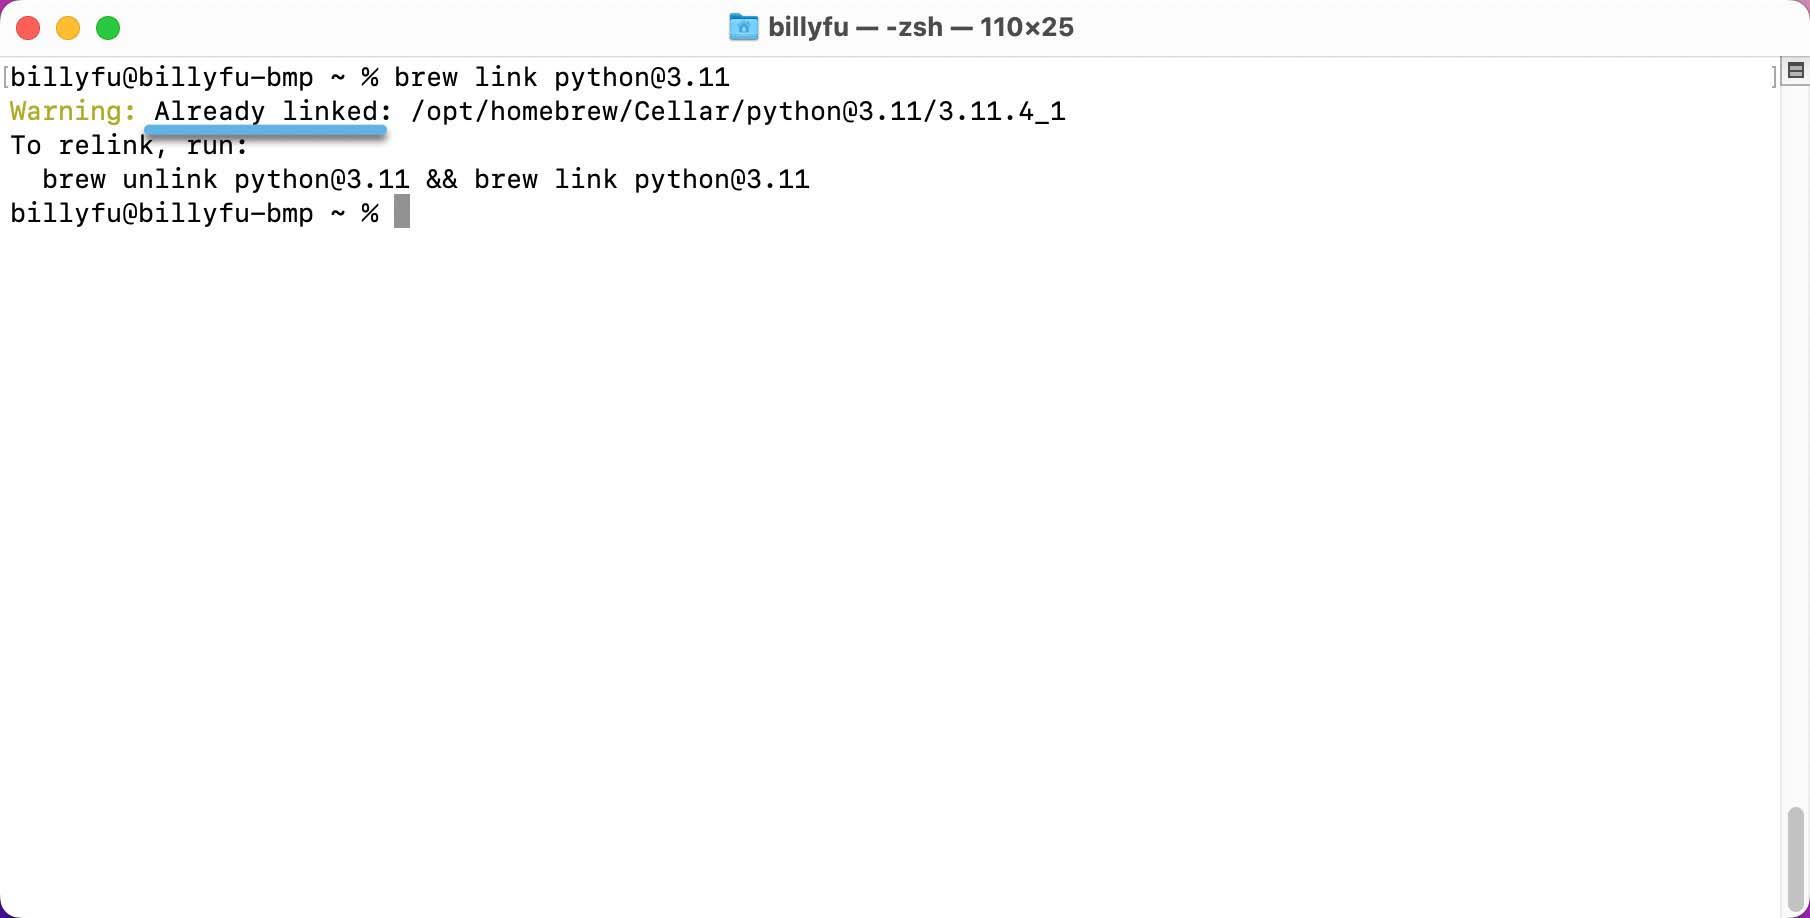 billyfu — -zsh — 110×25
billyfu@billyfu-bmp ~ % brew link python@3.11
Warning: Already linked: /opt/homebrew/Cellar/python@3.11/3.11.4_1
To relink, run:
  brew unlink python@3.11 && brew link python@3.11
billyfu@billyfu-bmp ~ %